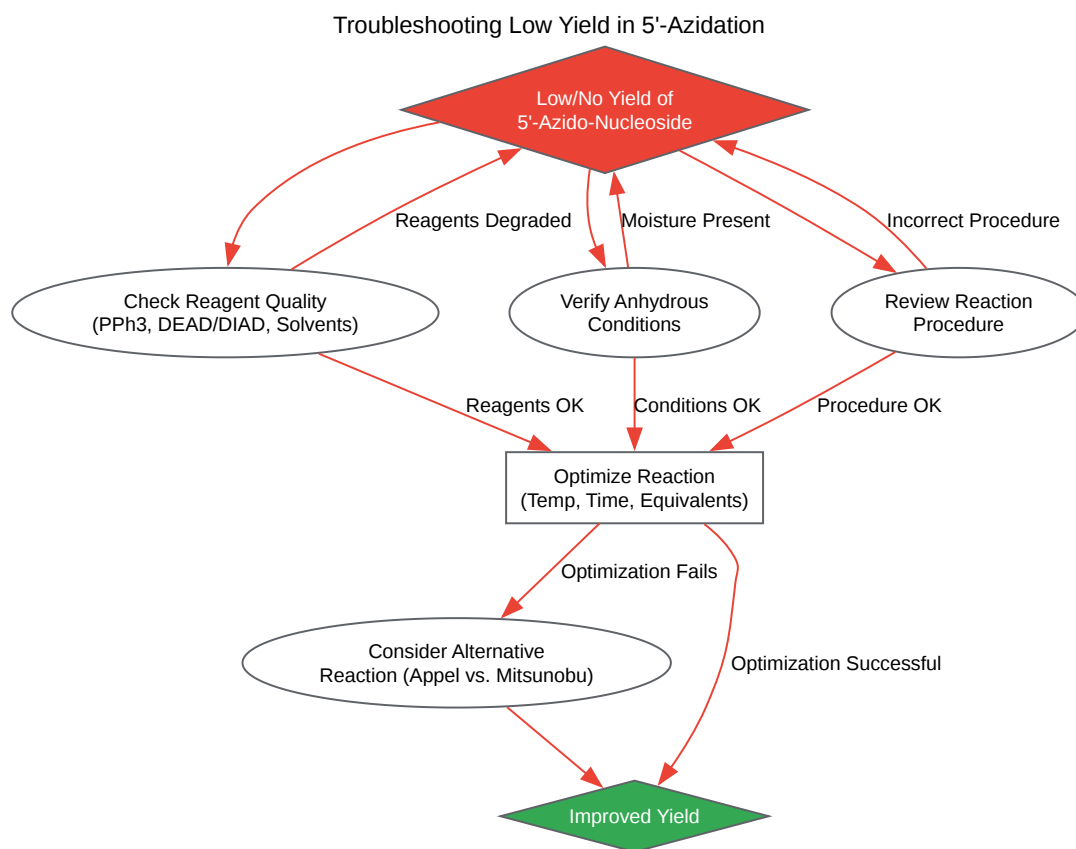 Troubleshooting Low Yield in 5'-Azidation
Low/No Yield of
5'-Azido-Nucleoside
Reagents Degraded
Moisture Present
Incorrect Procedure
Check Reagent Quality
(PPh3, DEAD/DIAD, Solvents)
Verify Anhydrous
Conditions
Review Reaction
Procedure
Reagents OK
Conditions OK
Procedure OK
Optimize Reaction
(Temp, Time, Equivalents)
Optimization Fails
Consider Alternative
Reaction (Appel vs. Mitsunobu)
Optimization Successful
Improved Yield